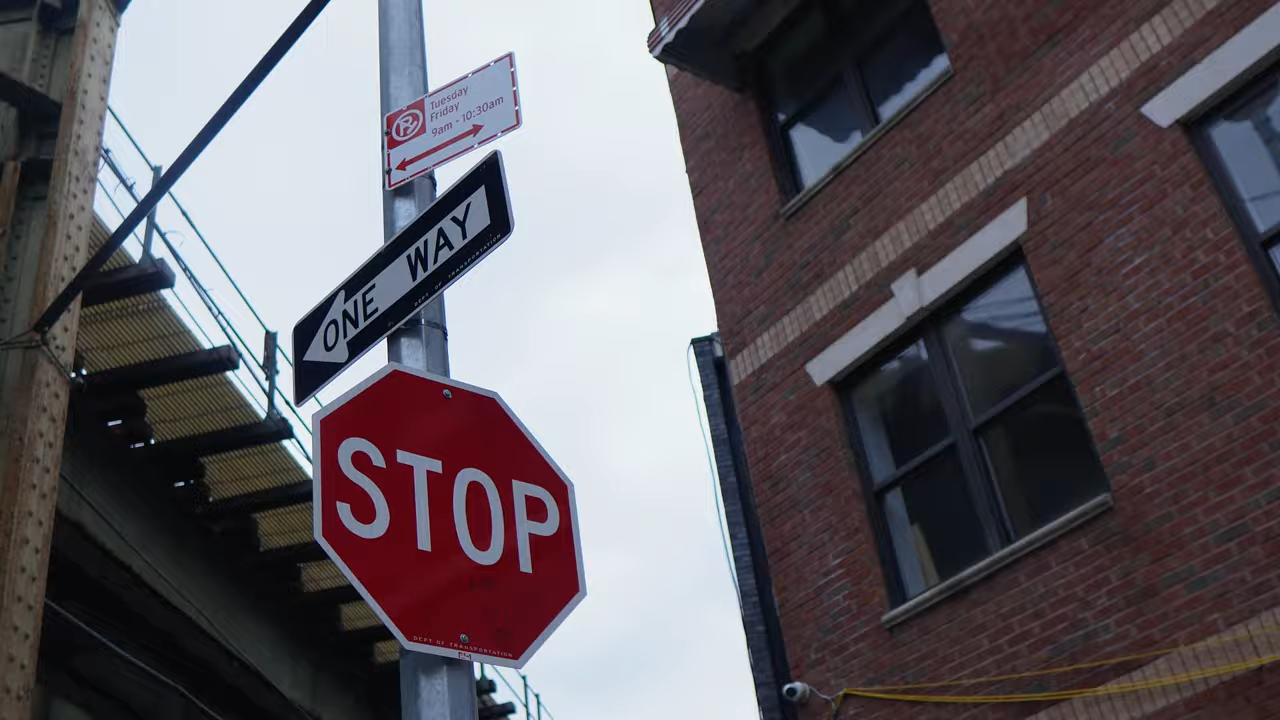 Tuesday
Friday
9am - 10:30am
ONE WAY
DEPT OF TRANSPORTATION
STOP
DEPT OF TRANSPORTATION